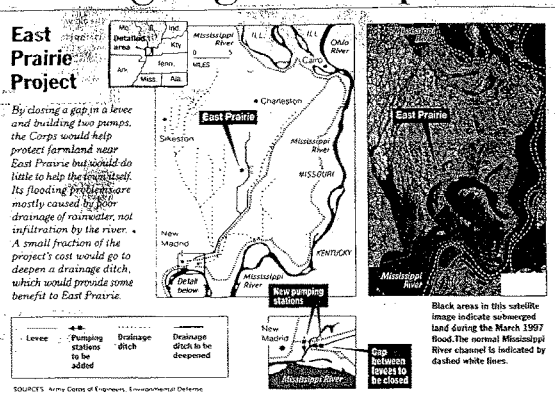 East
Prairie
Project
By closing a gap in a levee
and building two pumps,
the Corps would help
protect farmland near
East Prairie but would do
little to help the town itself.
Its flooding problems are
mostly caused by poor
drainage of rainwater, not
infiltration by the river.
A small fraction of the
project's cost would go to
deepen a drainage ditch,
which would provide some
benefit to East Prairie.
Mo.
Ill.
Ind.
Detailed
area
Kty
Tenn.
Ark
Miss.
Ala.
Mississippi
River
0 5
MILES
ILL.
ILL.
Ohio
River
Cairo
Charleston
East Prairie
Sikeston
Mississippi
River
MISSOURI
New
Madrid
KENTUCKY
Detail
below
Mississippi
River
East Prairie
Mississippi
River
New pumping
stations
New
Madrid
Gap
between
levees to
be closed
Mississippi River
Black areas in this satellite
image indicate submerged
land during the March 1997
flood. The normal Mississippi
River channel is indicated by
dashed white lines.
Levee
Pumping
stations
to be
added
Drainage
ditch
Drainage
ditch to be
deepened
SOURCES: Army Corps of Engineers, Environmental Defense